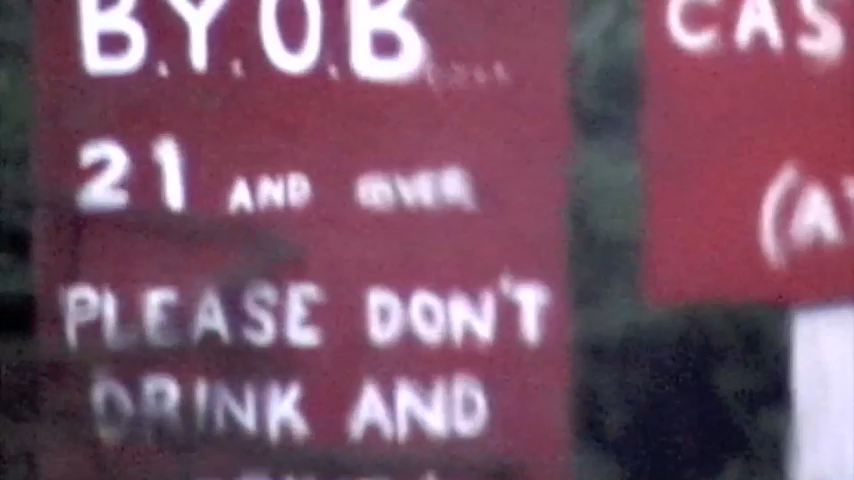 B.Y.O.B
21 AND OVER
PLEASE DON'T
DRINK AND
CAS
(A